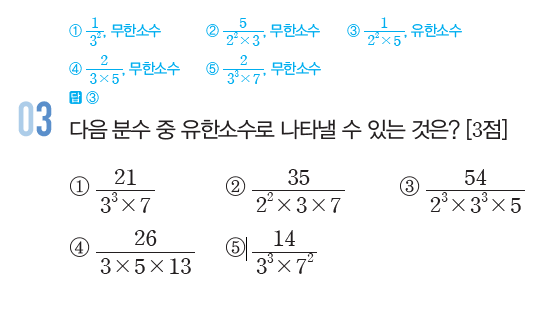 ① 1/3², 무한소수 ② 5/2²×3, 무한소수 ③ 1/2²×5, 유한소수
④ 2/3×5, 무한소수 ⑤ 2/3³×7, 무한소수
답 ③
03 다음 분수 중 유한소수로 나타낼 수 있는 것은? [3점]
① 21/3³×7 ② 35/2²×3×7 ③ 54/2³×3³×5
④ 26/3×5×13 ⑤ 14/3³×7²